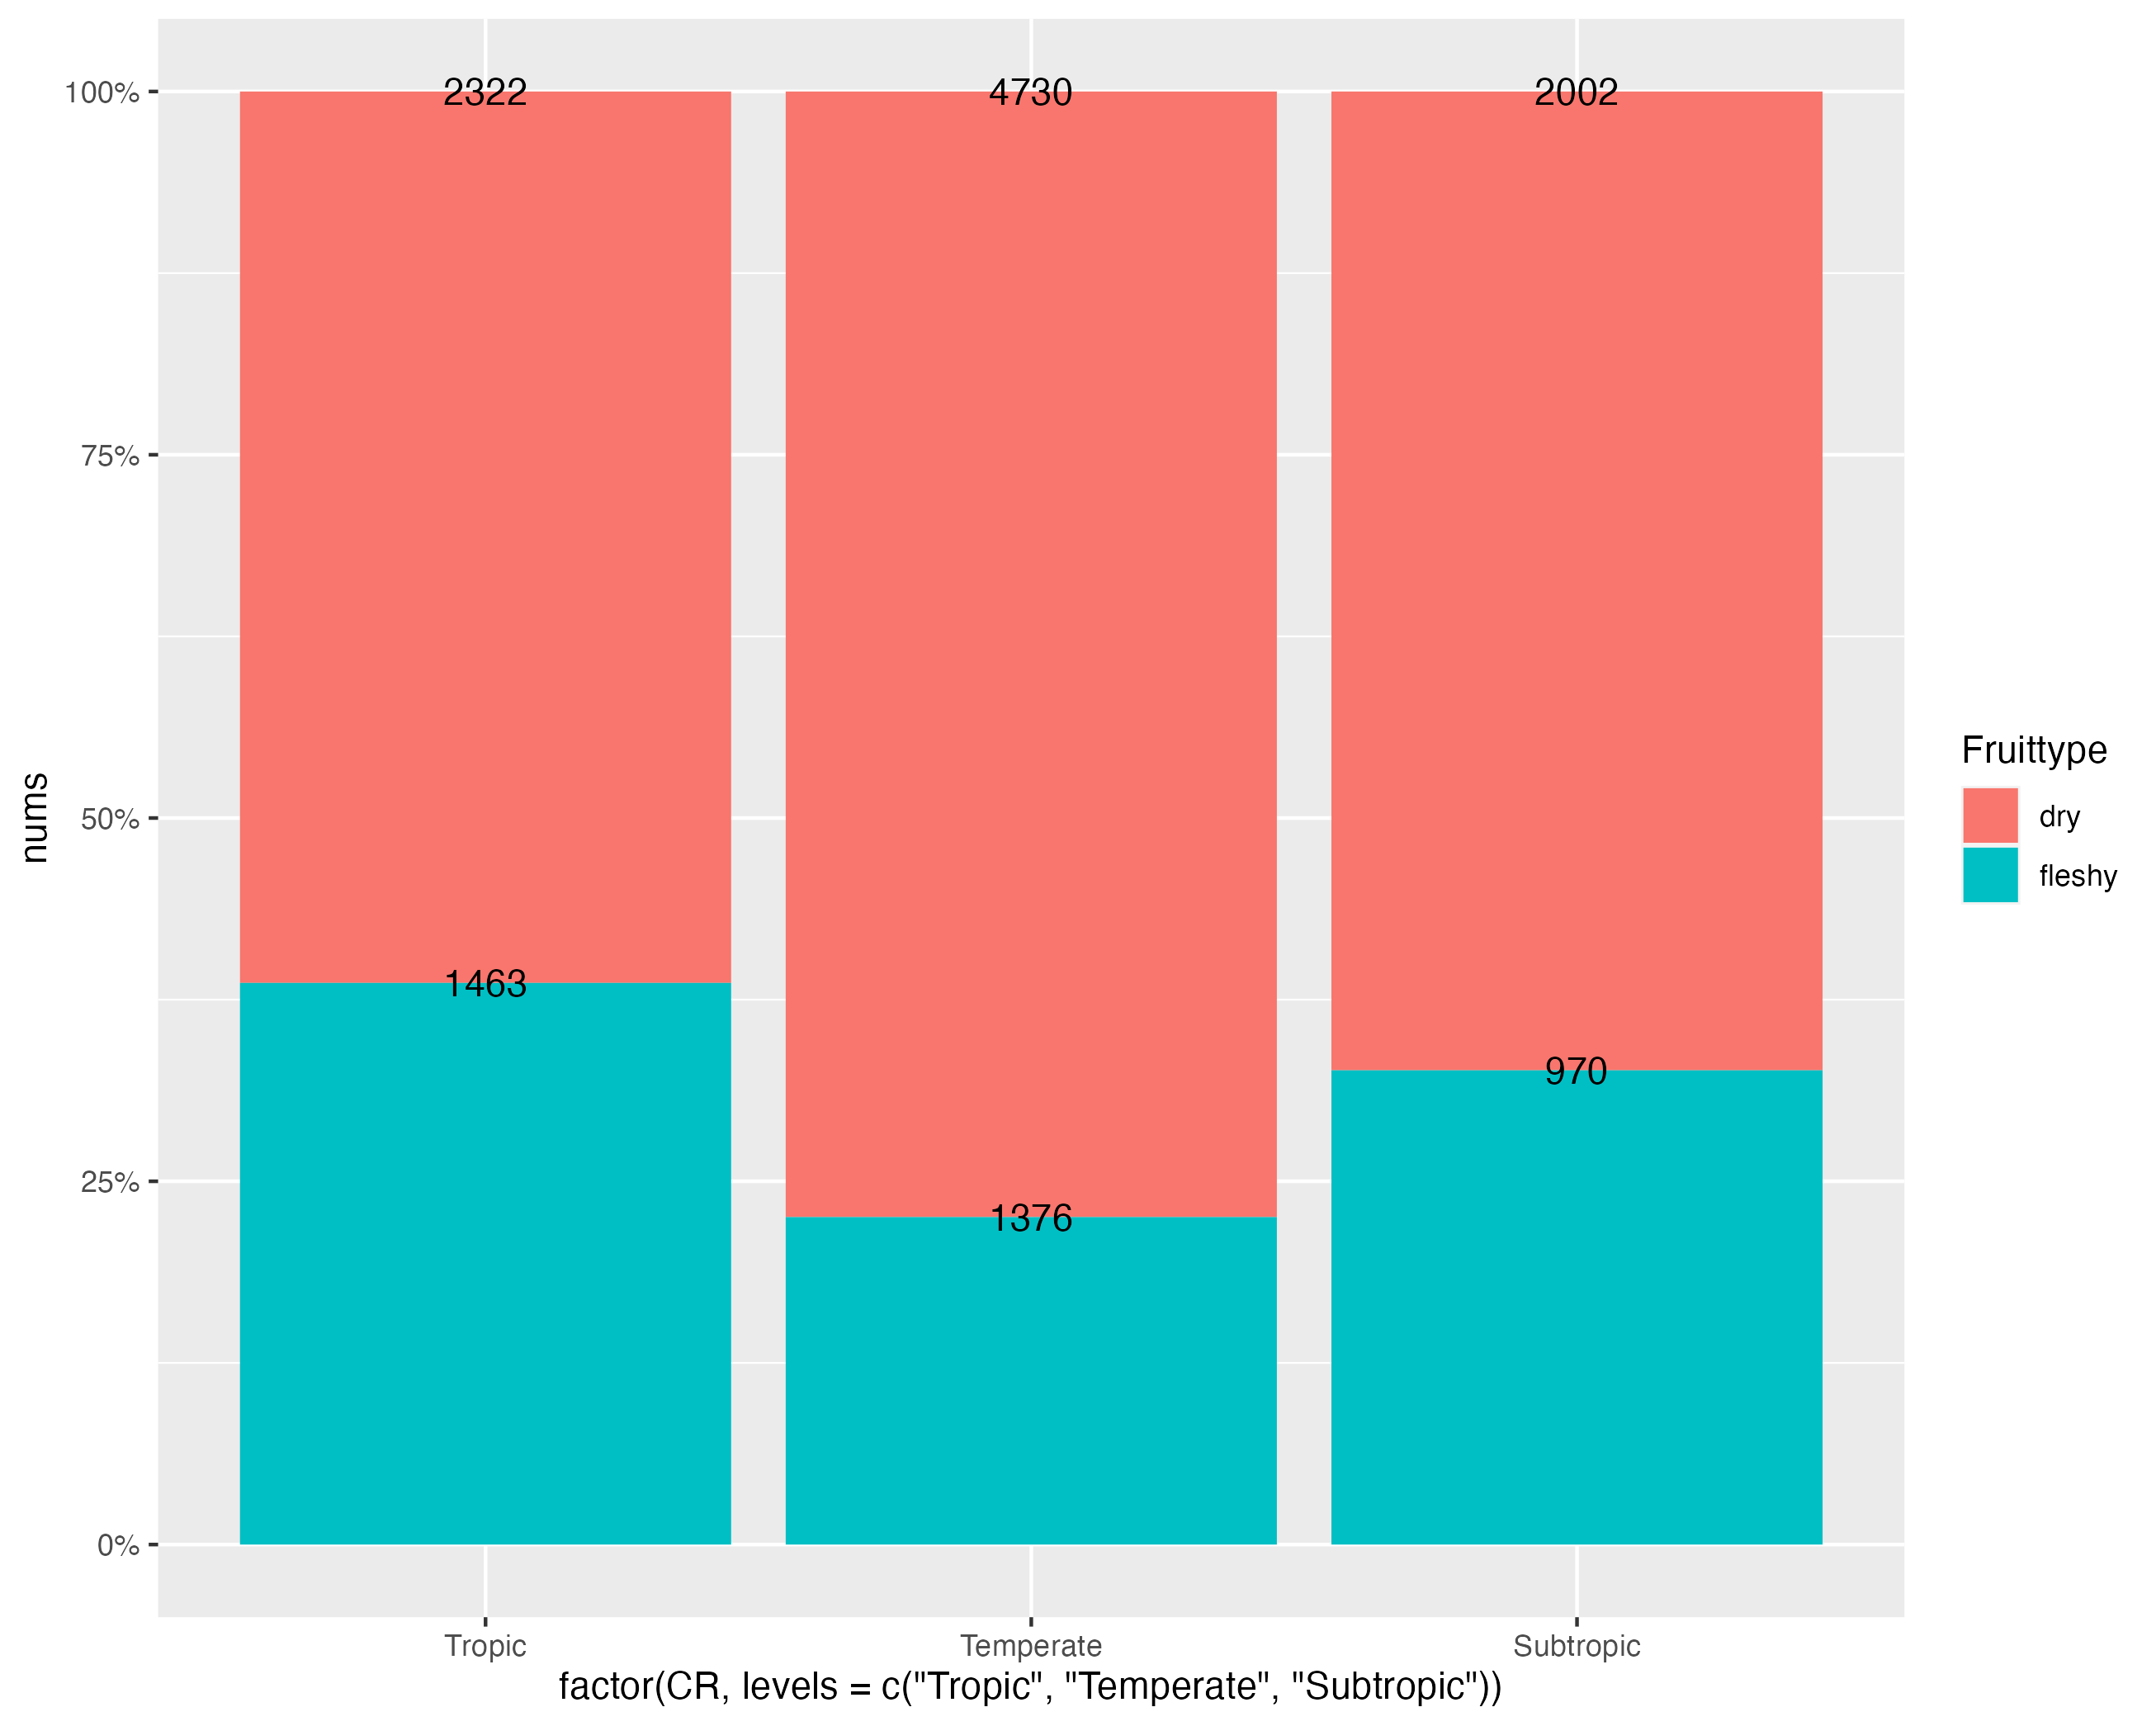 2322
4730
2002
100%
75%
50%
25%
0%
nums
1463
1376
970
Fruittype
dry
fleshy
Tropic
Temperate
Subtropic
factor(CR, levels = c("Tropic", "Temperate", "Subtropic"))